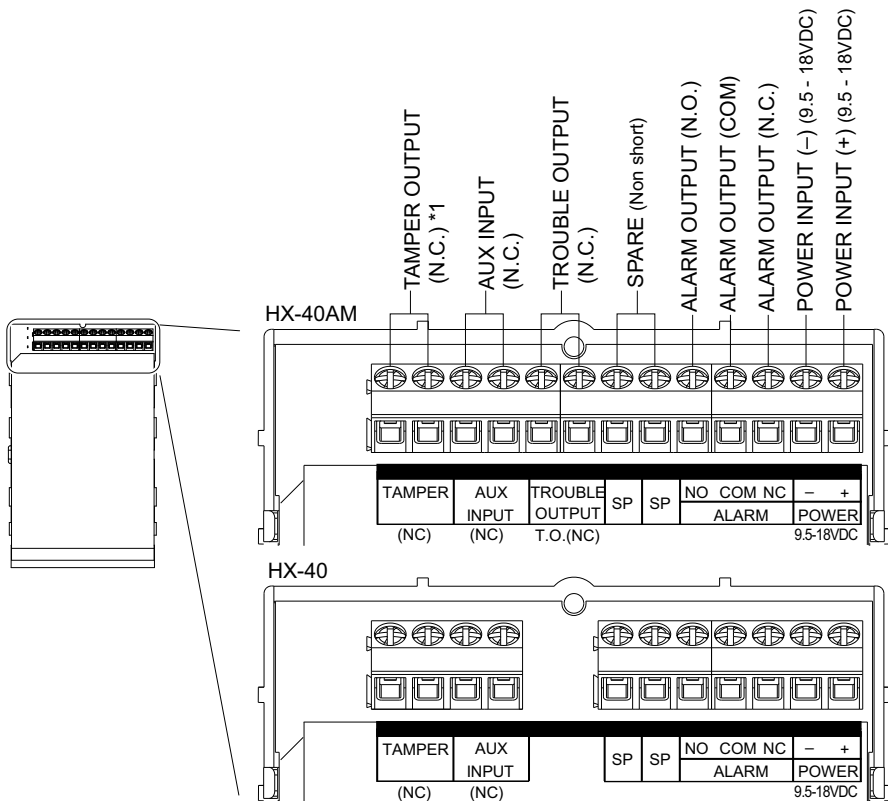 TAMPER OUTPUT
(N.C.) *1
AUX INPUT
(N.C.)
TROUBLE OUTPUT
(N.C.)
SPARE (Non short)
ALARM OUTPUT (N.O.)
ALARM OUTPUT (COM)
ALARM OUTPUT (N.C.)
POWER INPUT (–) (9.5 - 18VDC)
POWER INPUT (+) (9.5 - 18VDC)
HX-40AM
TAMPER AUX TROUBLE SP SP NO COM NC – +
INPUT OUTPUT ALARM POWER
(NC) (NC) T.O.(NC) 9.5-18VDC
HX-40
TAMPER AUX SP SP NO COM NC – +
INPUT ALARM POWER
(NC) (NC) 9.5-18VDC